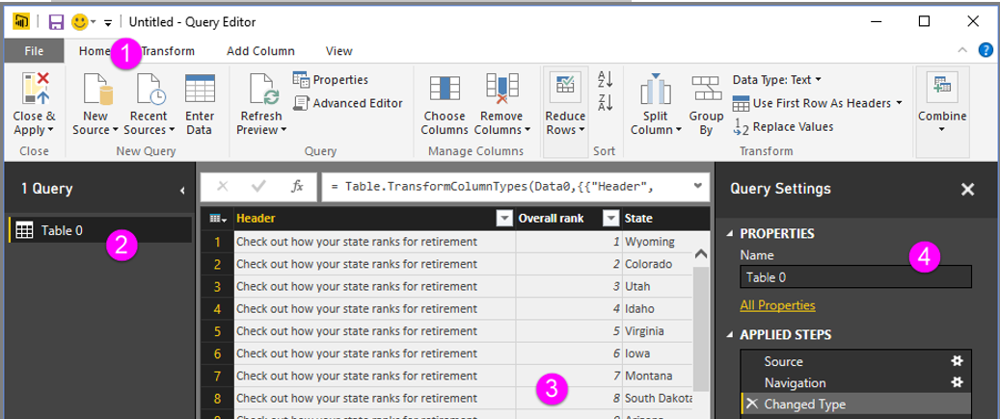 Untitled - Query Editor
File Home Transform Add Column View
1
Close & Apply
New Source
Recent Sources
Enter Data
Refresh Preview
Properties
Advanced Editor
Choose Columns
Remove Columns
Reduce Rows
A Z
Z A
Split Column
Group By
Data Type: Text
Use First Row As Headers
1 2 Replace Values
Combine
Close
New Query
Query
Manage Columns
Sort
Transform
1 Query
Table 0
2
fx = Table.TransformColumnTypes(Data0,{{"Header",
Header Overall rank State
1 Check out how your state ranks for retirement 1 Wyoming
2 Check out how your state ranks for retirement 2 Colorado
3 Check out how your state ranks for retirement 3 Utah
4 Check out how your state ranks for retirement 4 Idaho
5 Check out how your state ranks for retirement 5 Virginia
6 Check out how your state ranks for retirement 6 Iowa
7 Check out how your state ranks for retirement 7 Montana
8 Check out how your state ranks for retirement 8 South Dakota
3
Query Settings
PROPERTIES
4
Name
Table 0
All Properties
APPLIED STEPS
Source
Navigation
Changed Type